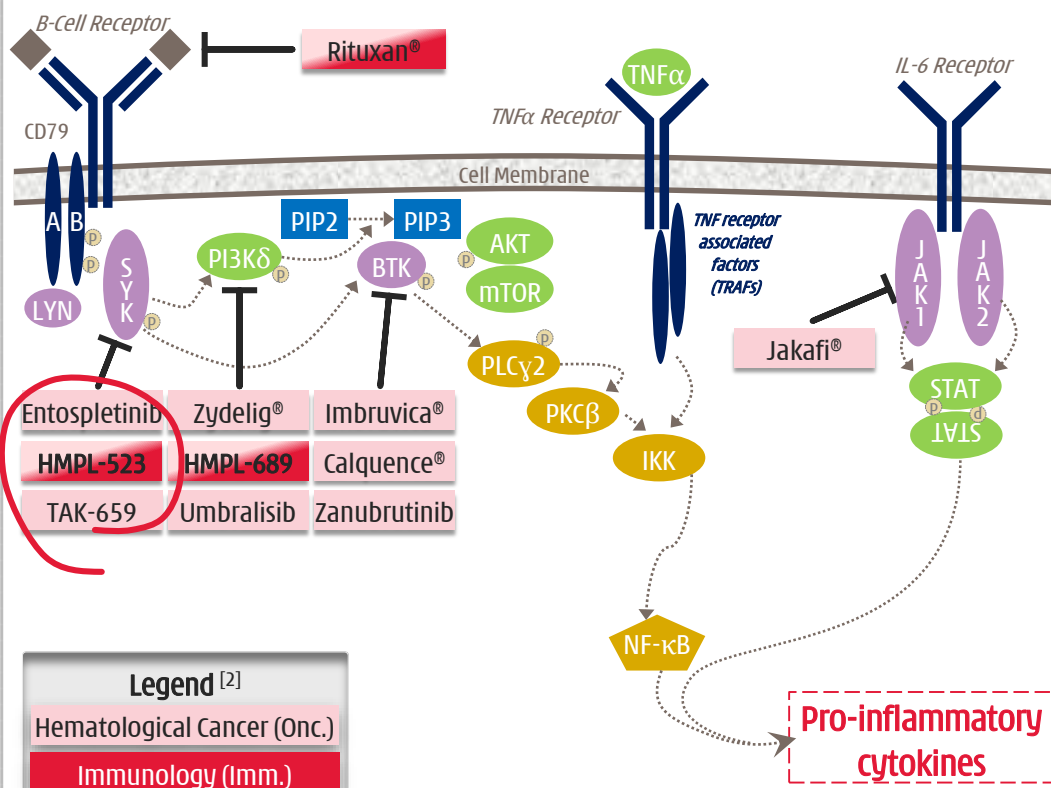 B-Cell Receptor
Rituxan®
TNFα
IL-6 Receptor
TNFα Receptor
CD79
Cell Membrane
A B
p
p
LYN
S
Y
K
p
PI3Kδ
p
PIP2
PIP3
BTK
p
AKT
p
mTOR
TNF receptor
associated
factors
(TRAFs)
J
A
K
1
J
A
K
2
Jakafi®
p
PLCɣ2
PKCβ
IKK
STAT
p
p
STAT
Entospletinib
Zydelig®
Imbruvica®
HMPL-523
HMPL-689
Calquence®
TAK-659
Umbralisib
Zanubrutinib
NF-κB
Legend [2]
Hematological Cancer (Onc.)
Immunology (Imm.)
Pro-inflammatory
cytokines